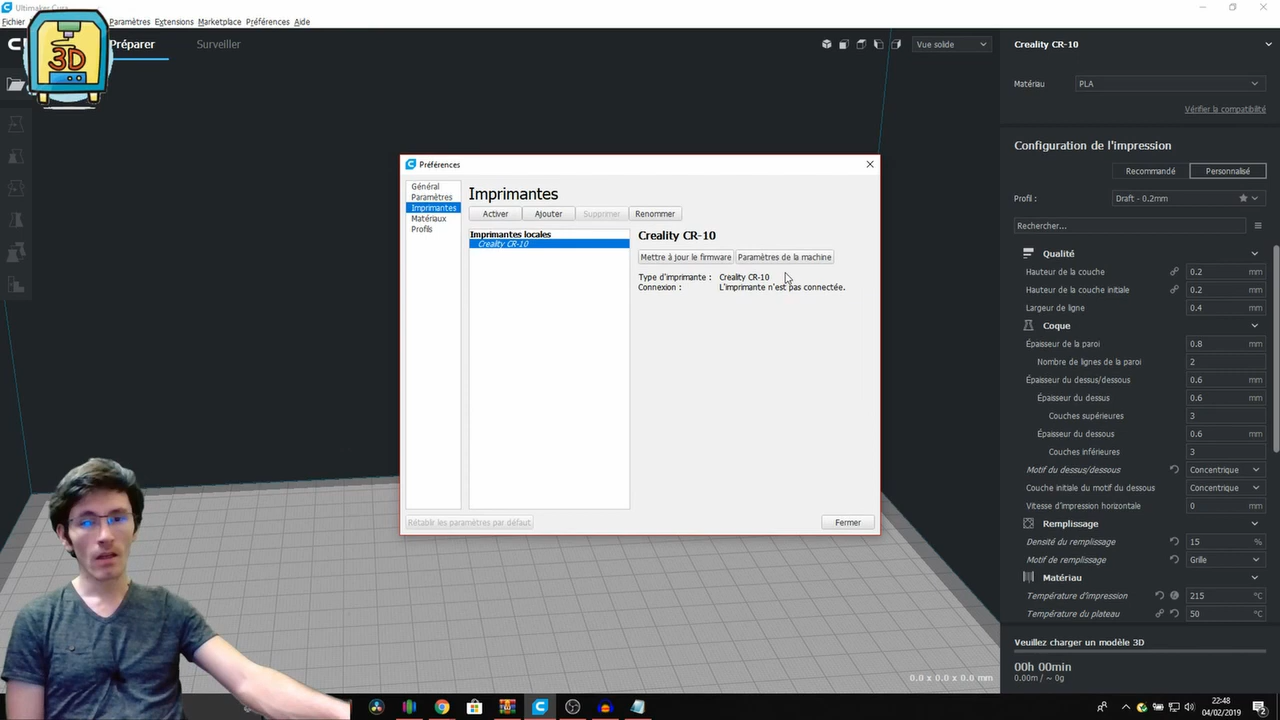 Ultimaker Cura
Fichier
Paramètres Extensions Marketplace Préférences Aide
3D
Préparer
Surveiller
Vue solde
Creality CR-10
Matériau
PLA
Vérifier la compatibilité
Configuration de l'impression
Recommandé
Personnalisé
Profil :
Draft - 0.2mm
Rechercher...
Qualité
Hauteur de la couche
0.2 mm
Hauteur de la couche initiale
0.2 mm
Largeur de ligne
0.4 mm
Coque
Épaisseur de la paroi
0.8 mm
Nombre de lignes de la paroi
2
Épaisseur du dessus/dessous
0.6 mm
Épaisseur du dessus
0.6 mm
Couches supérieures
3
Épaisseur du dessous
0.6 mm
Couches inférieures
3
Motif du dessus/dessous
Concentrique
Couche initiale du motif du dessous
Concentrique
Vitesse d'impression horizontale
0 mm
Remplissage
Densité du remplissage
15 %
Motif de remplissage
Grille
Matériau
Température d'impression
215 °C
Température du plateau
50 °C
Veuillez charger un modèle 3D
00h 00min
0.00m / ~ 0g
Préférences
Général
Paramètres
Imprimantes
Matériaux
Profils
Imprimantes
Activer
Ajouter
Supprimer
Renommer
Imprimantes locales
Creality CR-10
Creality CR-10
Mettre à jour le firmware
Paramètres de la machine
Type d'imprimante : Creality CR-10
Connexion : L'imprimante n'est pas connectée.
Rétablir les paramètres par défaut
Fermer
0.0 x 0.0 x 0.0 mm
22:48
04/02/2019
2